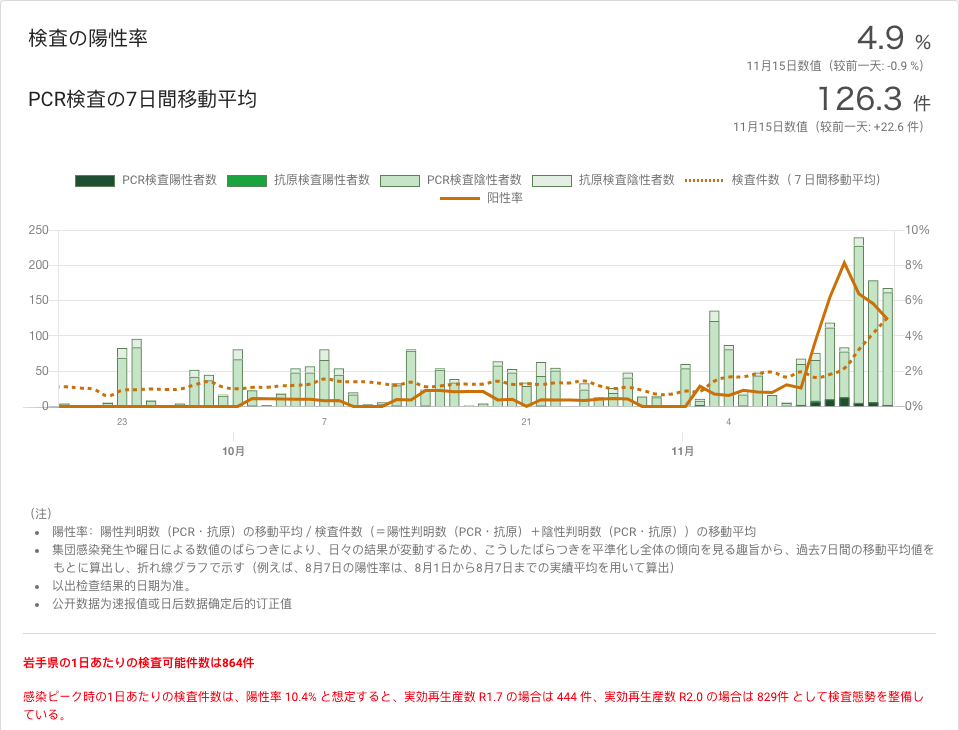 検査の陽性率
4.9 %
11月15日数值（较前一天: -0.9 %）
PCR検査の7日間移動平均
126.3 件
11月15日数值（较前一天: +22.6 件）
PCR検査陽性者数 抗原検査陽性者数 PCR検査陰性者数 抗原検査陰性者数 検査件数（７日間移動平均）
阳性率
250 10%
200 8%
150 6%
100 4%
50 2%
0 0%
23 7 21 4
10月 11月
（注）
• 陽性率：陽性判明数（PCR・抗原）の移動平均 / 検査件数（＝陽性判明数（PCR・抗原）＋陰性判明数（PCR・抗原））の移動平均
• 集団感染発生や曜日による数値のばらつきにより、日々の結果が変動するため、こうしたばらつきを平準化し全体の傾向を見る趣旨から、過去7日間の移動平均値を
もとに算出し、折れ線グラフで示す（例えば、8月7日の陽性率は、8月1日から8月7日までの実績平均を用いて算出）
• 以出检查结果的日期为准。
• 公开数据为速报值或日后数据确定后的订正值
岩手県の1日あたりの検査可能件数は864件
感染ピーク時の1日あたりの検査件数は、陽性率 10.4% と想定すると、実効再生産数 R1.7 の場合は 444 件、実効再生産数 R2.0 の場合は 829件 として検査態勢を整備し
ている。